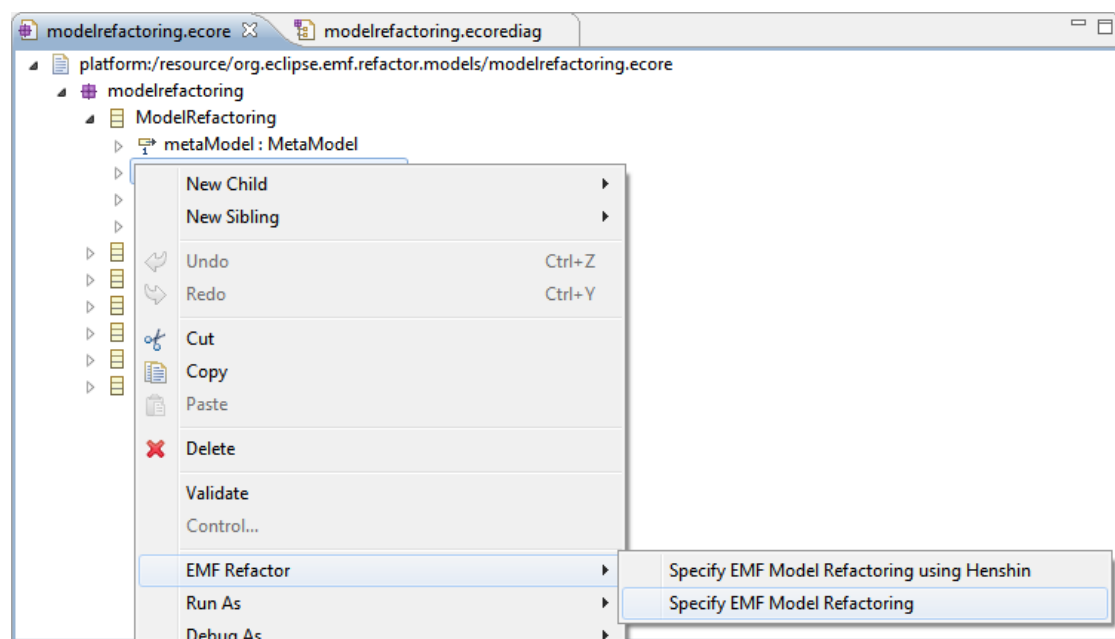 modelrefactoring.ecore modelrefactoring.ecorediag
platform:/resource/org.eclipse.emf.refactor.models/modelrefactoring.ecore
modelrefactoring
ModelRefactoring
metaModel : MetaModel
New Child
New Sibling
Undo Ctrl+Z
Redo Ctrl+Y
Cut
Copy
Paste
Delete
Validate
Control...
EMF Refactor
Specify EMF Model Refactoring using Henshin
Run As
Specify EMF Model Refactoring
Debug As